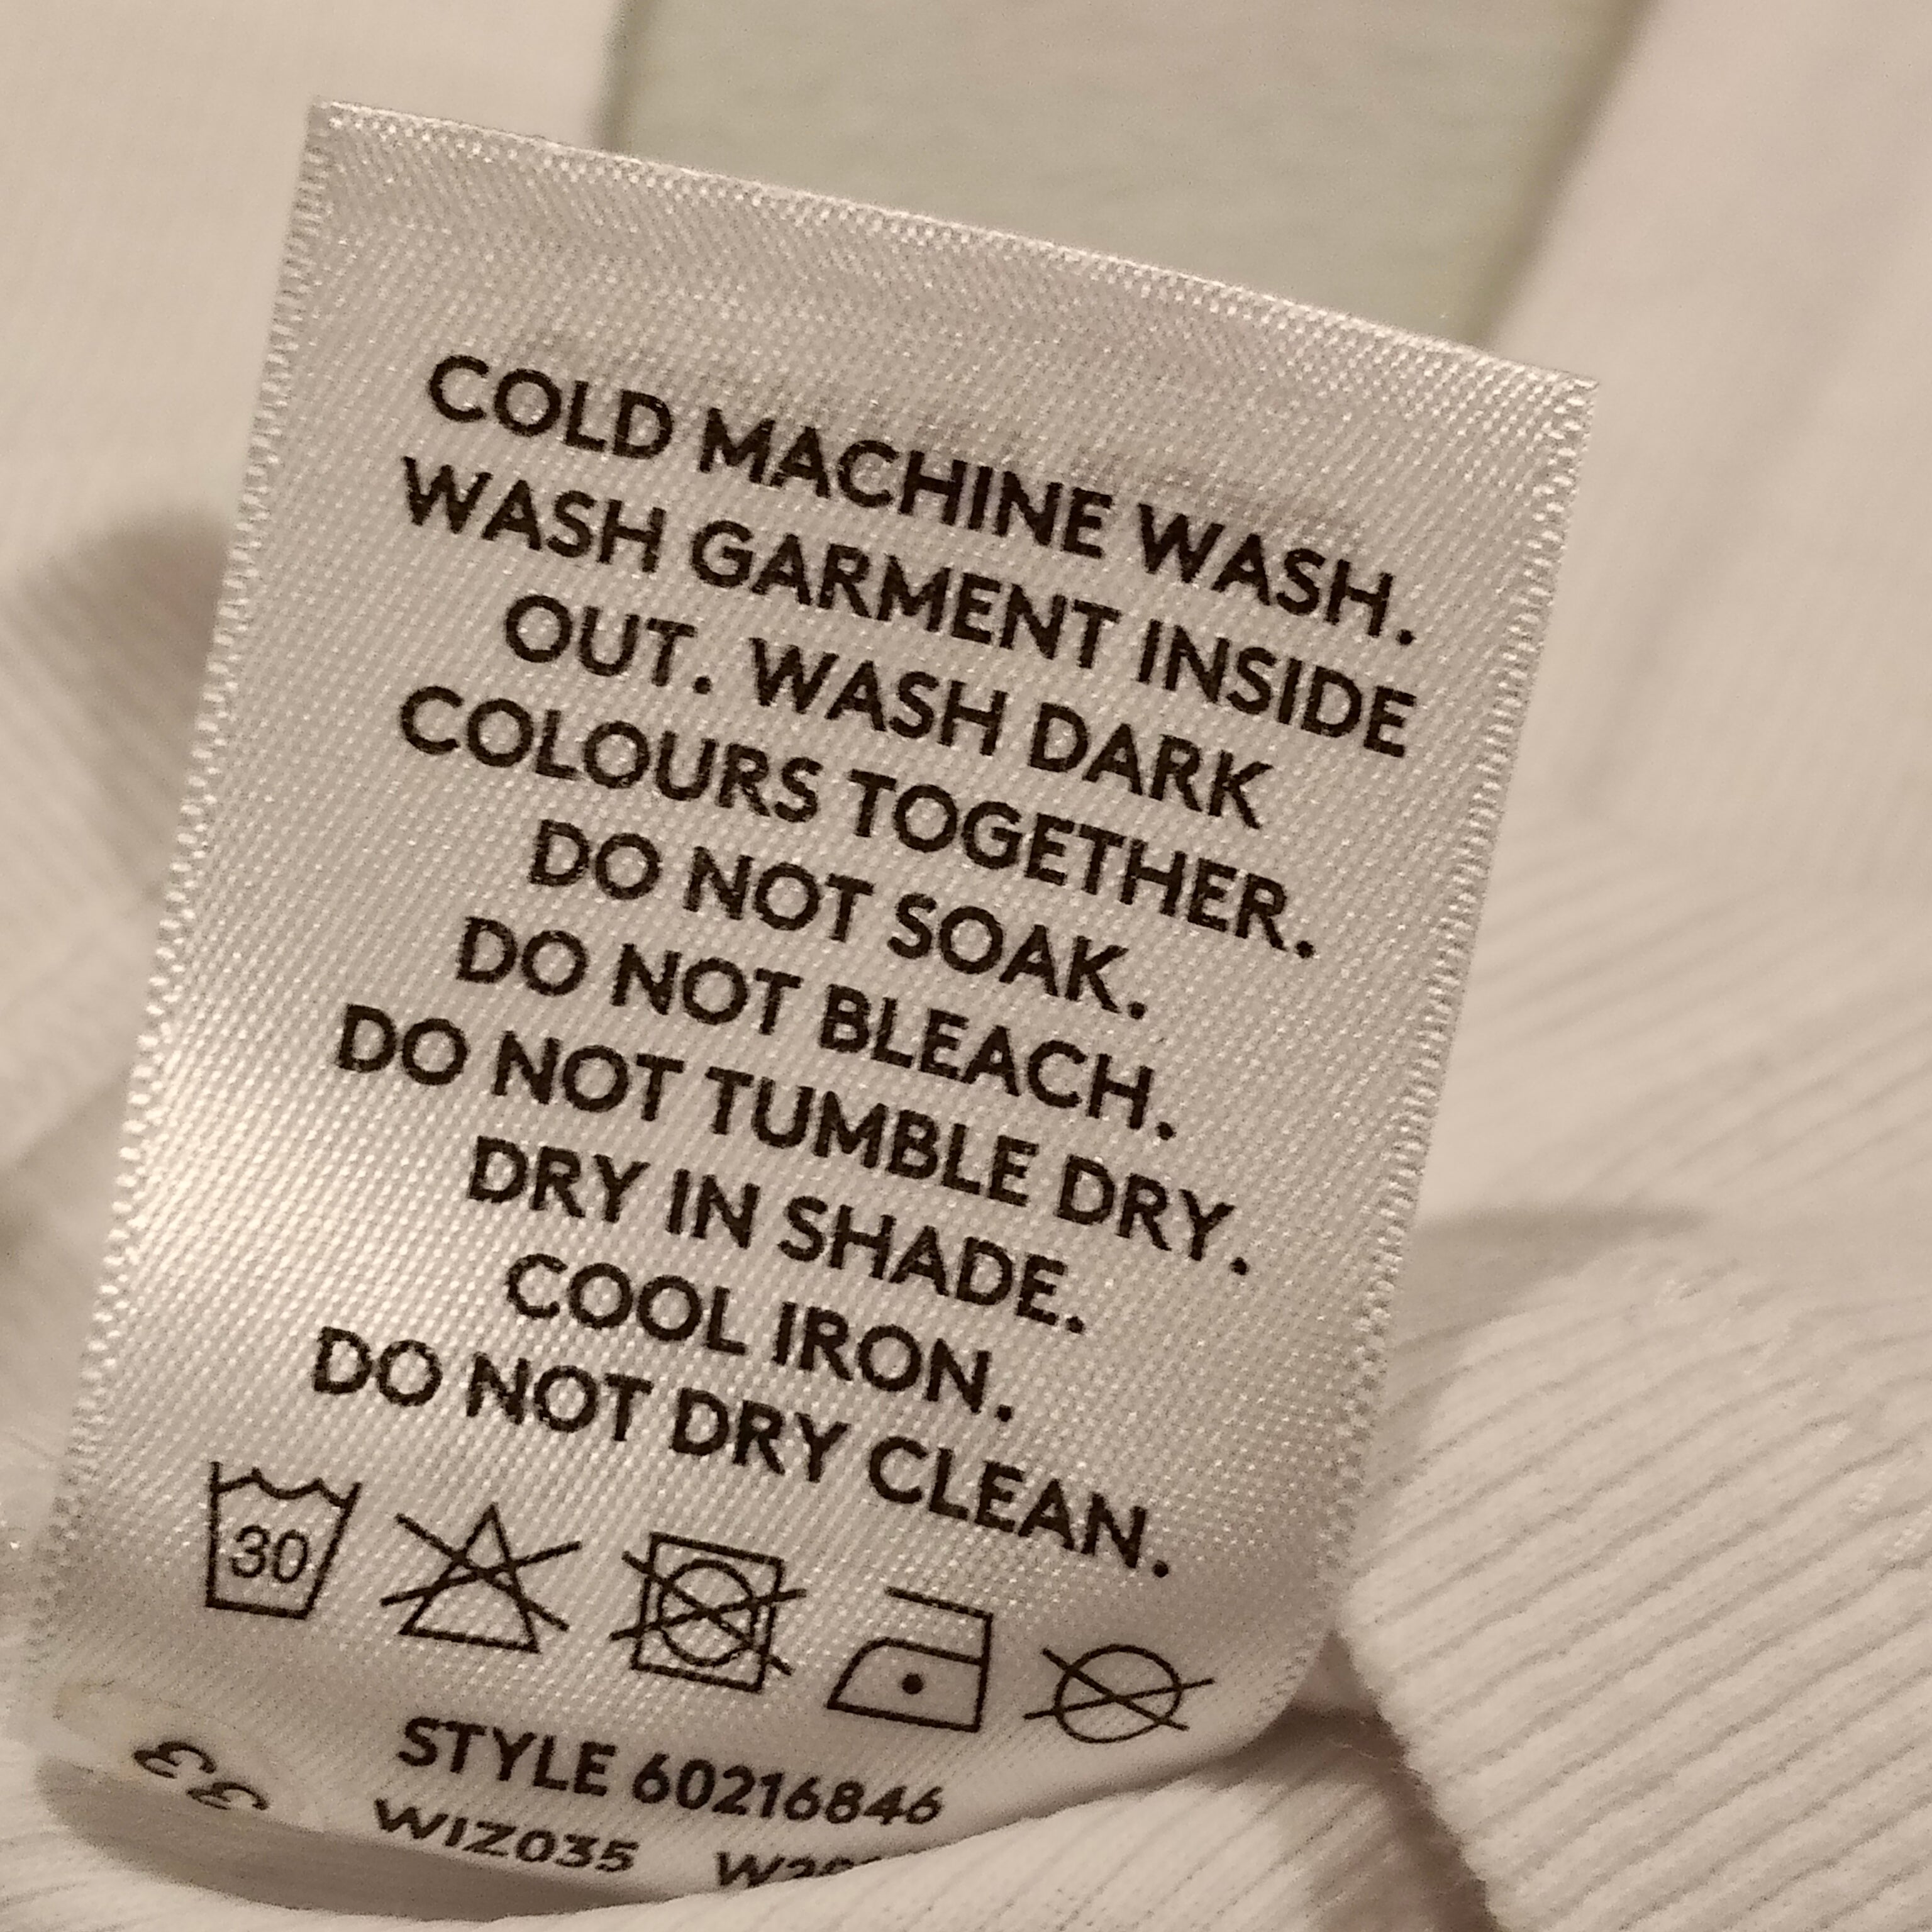 COLD MACHINE WASH.
WASH GARMENT INSIDE
OUT. WASH DARK
COLOURS TOGETHER.
DO NOT SOAK.
DO NOT BLEACH.
DO NOT TUMBLE DRY.
DRY IN SHADE.
COOL IRON.
DO NOT DRY CLEAN.
30
STYLE 60216846
WIZ035